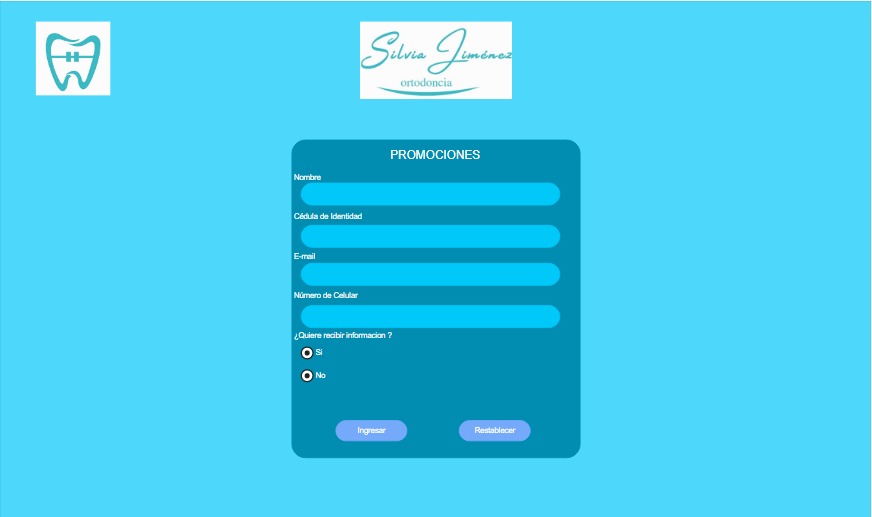 Silvia Jiménez
ortodoncia
PROMOCIONES
Nombre
Cédula de Identidad
E-mail
Número de Celular
¿Quiere recibir informacion ?
Si
No
Ingresar
Restablecer